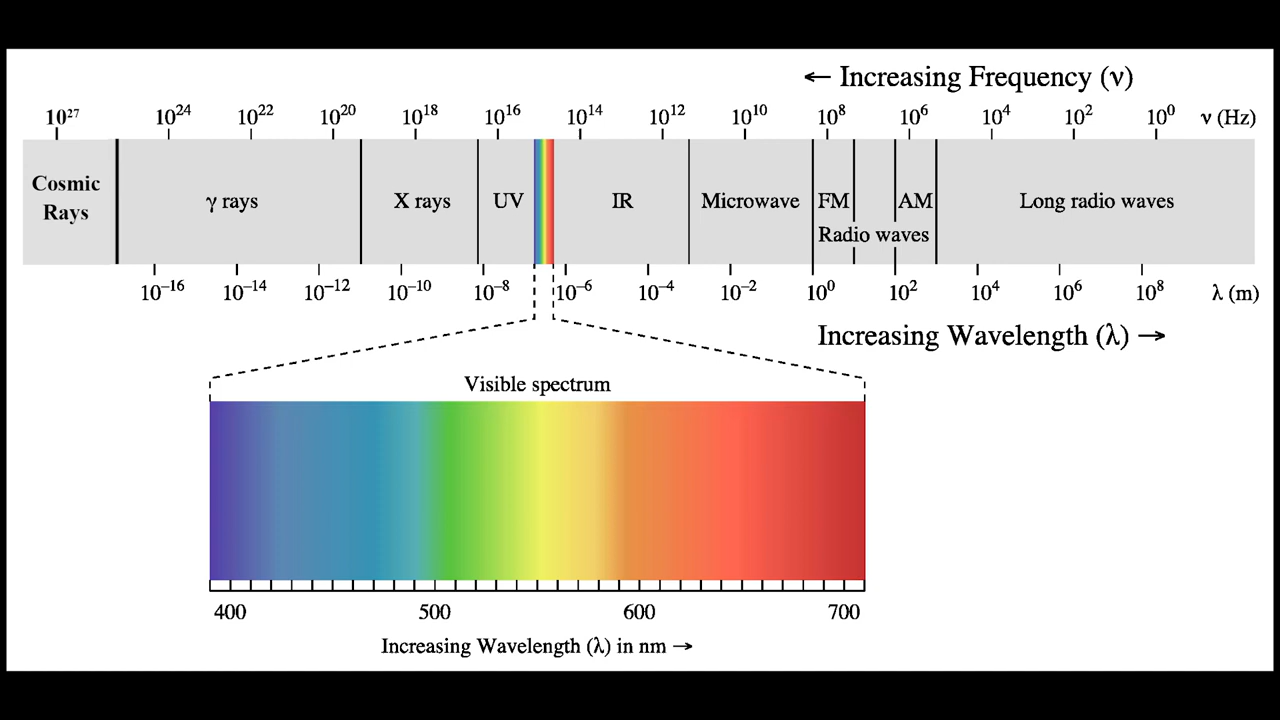 ← Increasing Frequency (ν)
10²⁷ 10²⁴ 10²² 10²⁰ 10¹⁸ 10¹⁶ 10¹⁴ 10¹² 10¹⁰ 10⁸ 10⁶ 10⁴ 10² 10⁰ ν (Hz)
Cosmic
Rays
γ rays
X rays
UV
IR
Microwave
FM
AM
Radio waves
Long radio waves
10⁻¹⁶ 10⁻¹⁴ 10⁻¹² 10⁻¹⁰ 10⁻⁸ 10⁻⁶ 10⁻⁴ 10⁻² 10⁰ 10² 10⁴ 10⁶ 10⁸ λ (m)
Increasing Wavelength (λ) →
Visible spectrum
400 500 600 700
Increasing Wavelength (λ) in nm →